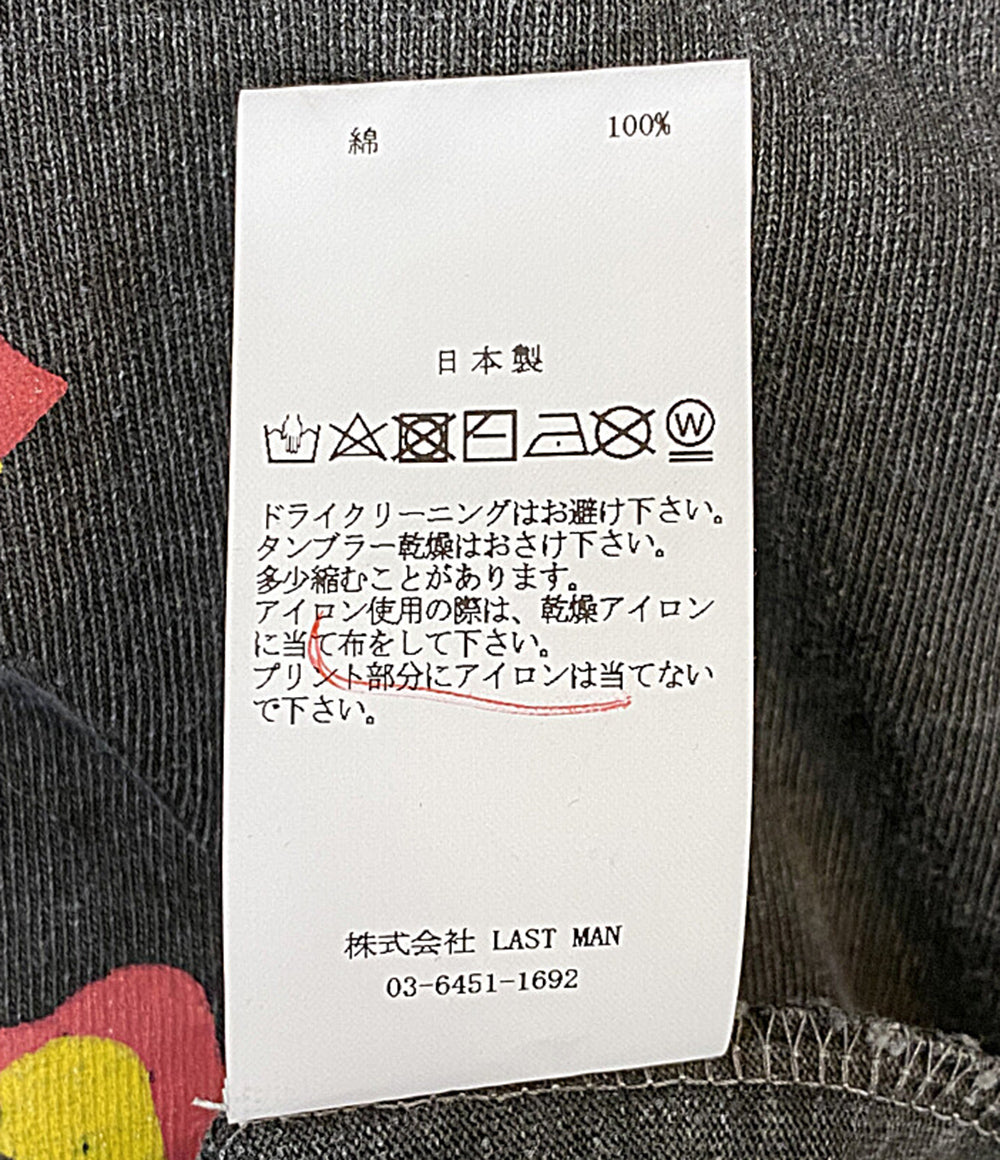 綿 100%
日本製
W
ドライクリーニングはお避け下さい。
タンブラー乾燥はおさけ下さい。
多少縮むことがあります。
アイロン使用の際は、乾燥アイロン
に当て布をして下さい。
プリント部分にアイロンは当てない
で下さい。
株式会社 LAST MAN
03-6451-1692